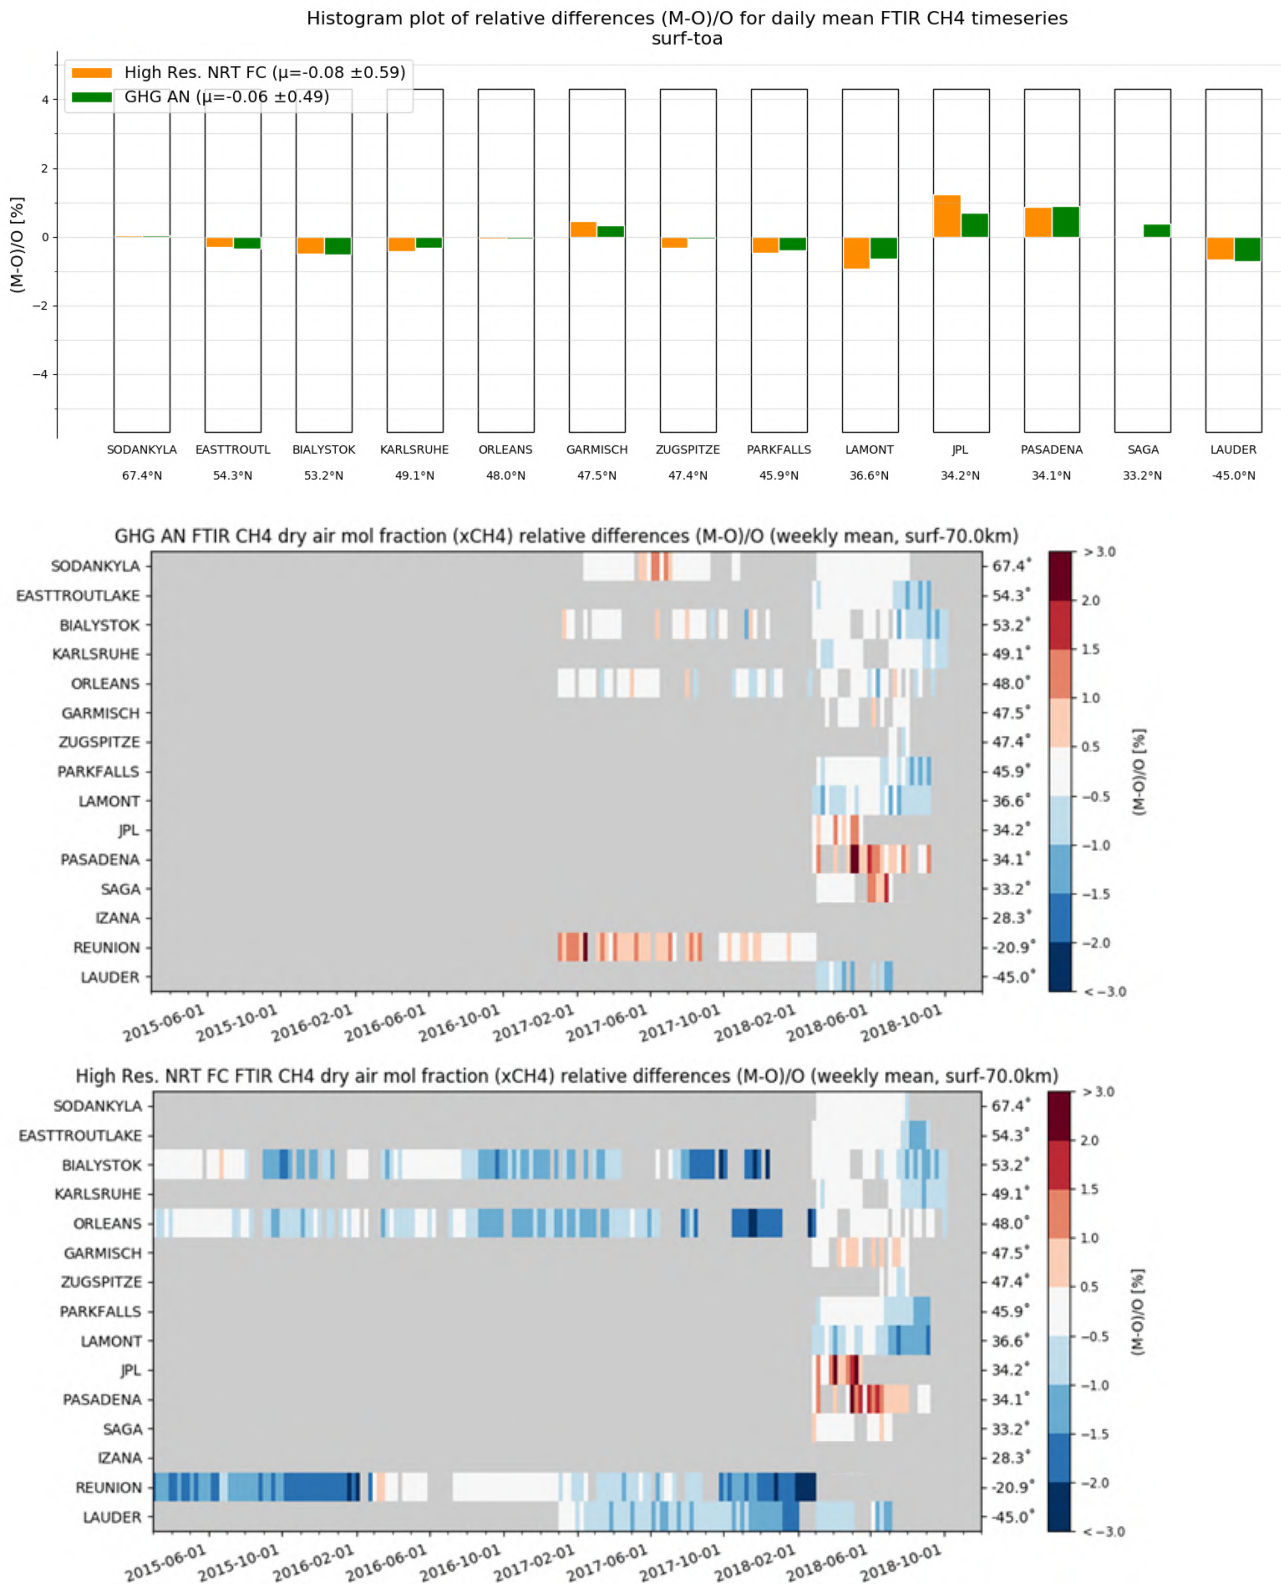 Histogram plot of relative differences (M-O)/O for daily mean FTIR CH4 timeseries
surf-toa
High Res. NRT FC (μ=-0.08 ±0.59)
GHG AN (μ=-0.06 ±0.49)
4
2
0
−2
−4
(M-O)/O [%]
SODANKYLA EASTTROUTL BIALYSTOK KARLSRUHE ORLEANS GARMISCH ZUGSPITZE PARKFALLS LAMONT JPL PASADENA SAGA LAUDER
67.4°N 54.3°N 53.2°N 49.1°N 48.0°N 47.5°N 47.4°N 45.9°N 36.6°N 34.2°N 34.1°N 33.2°N -45.0°N
GHG AN FTIR CH4 dry air mol fraction (xCH4) relative differences (M-O)/O (weekly mean, surf-70.0km)
SODANKYLA 67.4°
EASTTROUTLAKE 54.3°
BIALYSTOK 53.2°
KARLSRUHE 49.1°
ORLEANS 48.0°
GARMISCH 47.5°
ZUGSPITZE 47.4°
PARKFALLS 45.9°
LAMONT 36.6°
JPL 34.2°
PASADENA 34.1°
SAGA 33.2°
IZANA 28.3°
REUNION -20.9°
LAUDER -45.0°
2015-06-01 2015-10-01 2016-02-01 2016-06-01 2016-10-01 2017-02-01 2017-06-01 2017-10-01 2018-02-01 2018-06-01 2018-10-01
>3.0
2.0
1.5
1.0
0.5
−0.5
−1.0
−1.5
−2.0
<−3.0
(M-O)/O [%]
High Res. NRT FC FTIR CH4 dry air mol fraction (xCH4) relative differences (M-O)/O (weekly mean, surf-70.0km)
SODANKYLA 67.4°
EASTTROUTLAKE 54.3°
BIALYSTOK 53.2°
KARLSRUHE 49.1°
ORLEANS 48.0°
GARMISCH 47.5°
ZUGSPITZE 47.4°
PARKFALLS 45.9°
LAMONT 36.6°
JPL 34.2°
PASADENA 34.1°
SAGA 33.2°
IZANA 28.3°
REUNION -20.9°
LAUDER -45.0°
2015-06-01 2015-10-01 2016-02-01 2016-06-01 2016-10-01 2017-02-01 2017-06-01 2017-10-01 2018-02-01 2018-06-01 2018-10-01
>3.0
2.0
1.5
1.0
0.5
−0.5
−1.0
−1.5
−2.0
<−3.0
(M-O)/O [%]